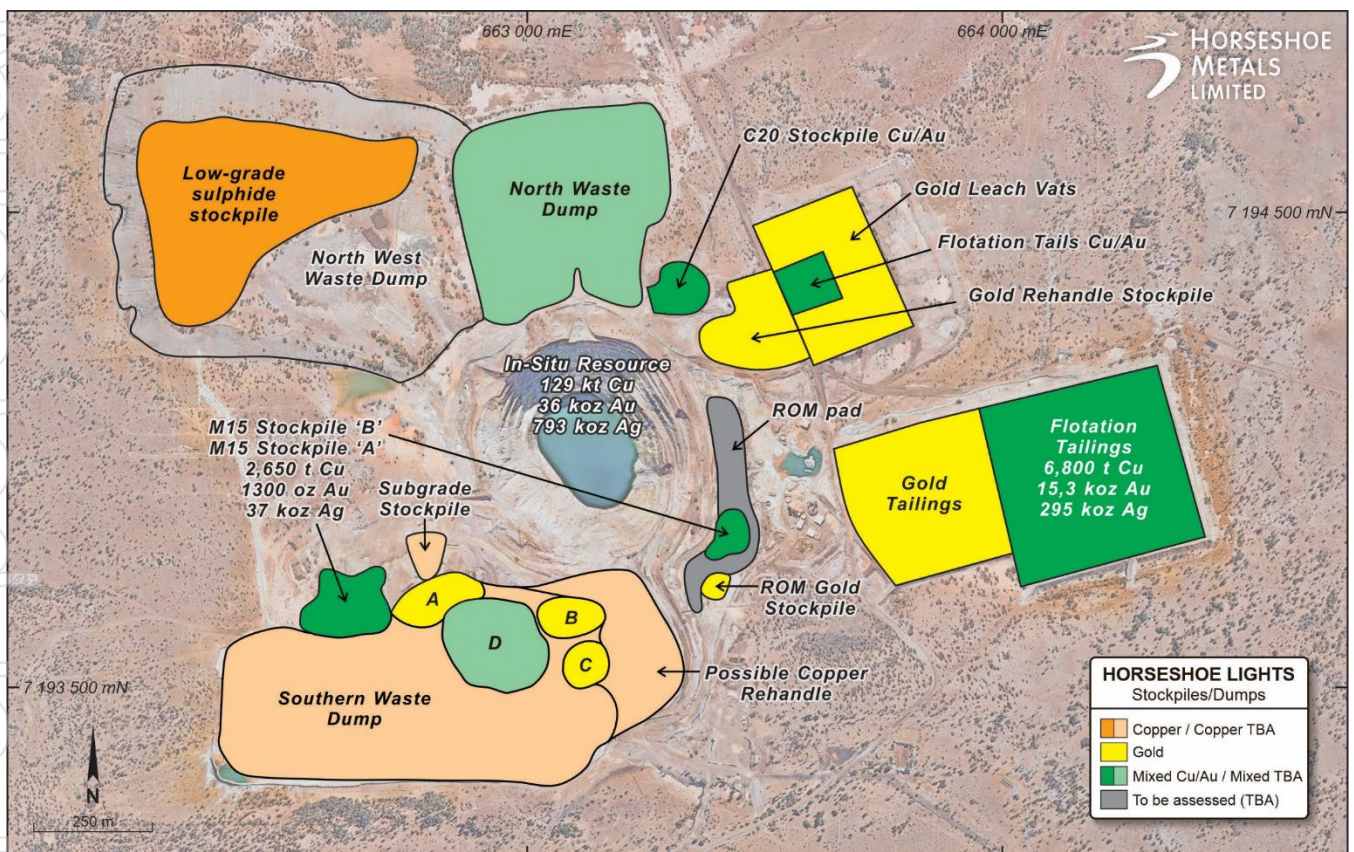 663 000 mE
664 000 mE
HORSESHOE
METALS
LIMITED
C20 Stockpile Cu/Au
Low-grade
sulphide
stockpile
North Waste
Dump
Gold Leach Vats
7 194 500 mN
Flotation Tails Cu/Au
North West
Waste Dump
Gold Rehandle Stockpile
In-Situ Resource
129 kt Cu
36 koz Au
793 koz Ag
ROM pad
M15 Stockpile ‘B’
M15 Stockpile ‘A’
2,650 t Cu
1300 oz Au
37 koz Ag
Subgrade
Stockpile
Gold
Tailings
Flotation
Tailings
6,800 t Cu
15,3 koz Au
295 koz Ag
ROM Gold
Stockpile
A
B
D
C
Possible Copper
Rehandle
7 193 500 mN
Southern Waste
Dump
HORSESHOE LIGHTS
Stockpiles/Dumps
Copper / Copper TBA
Gold
Mixed Cu/Au / Mixed TBA
To be assessed (TBA)
N
250 m